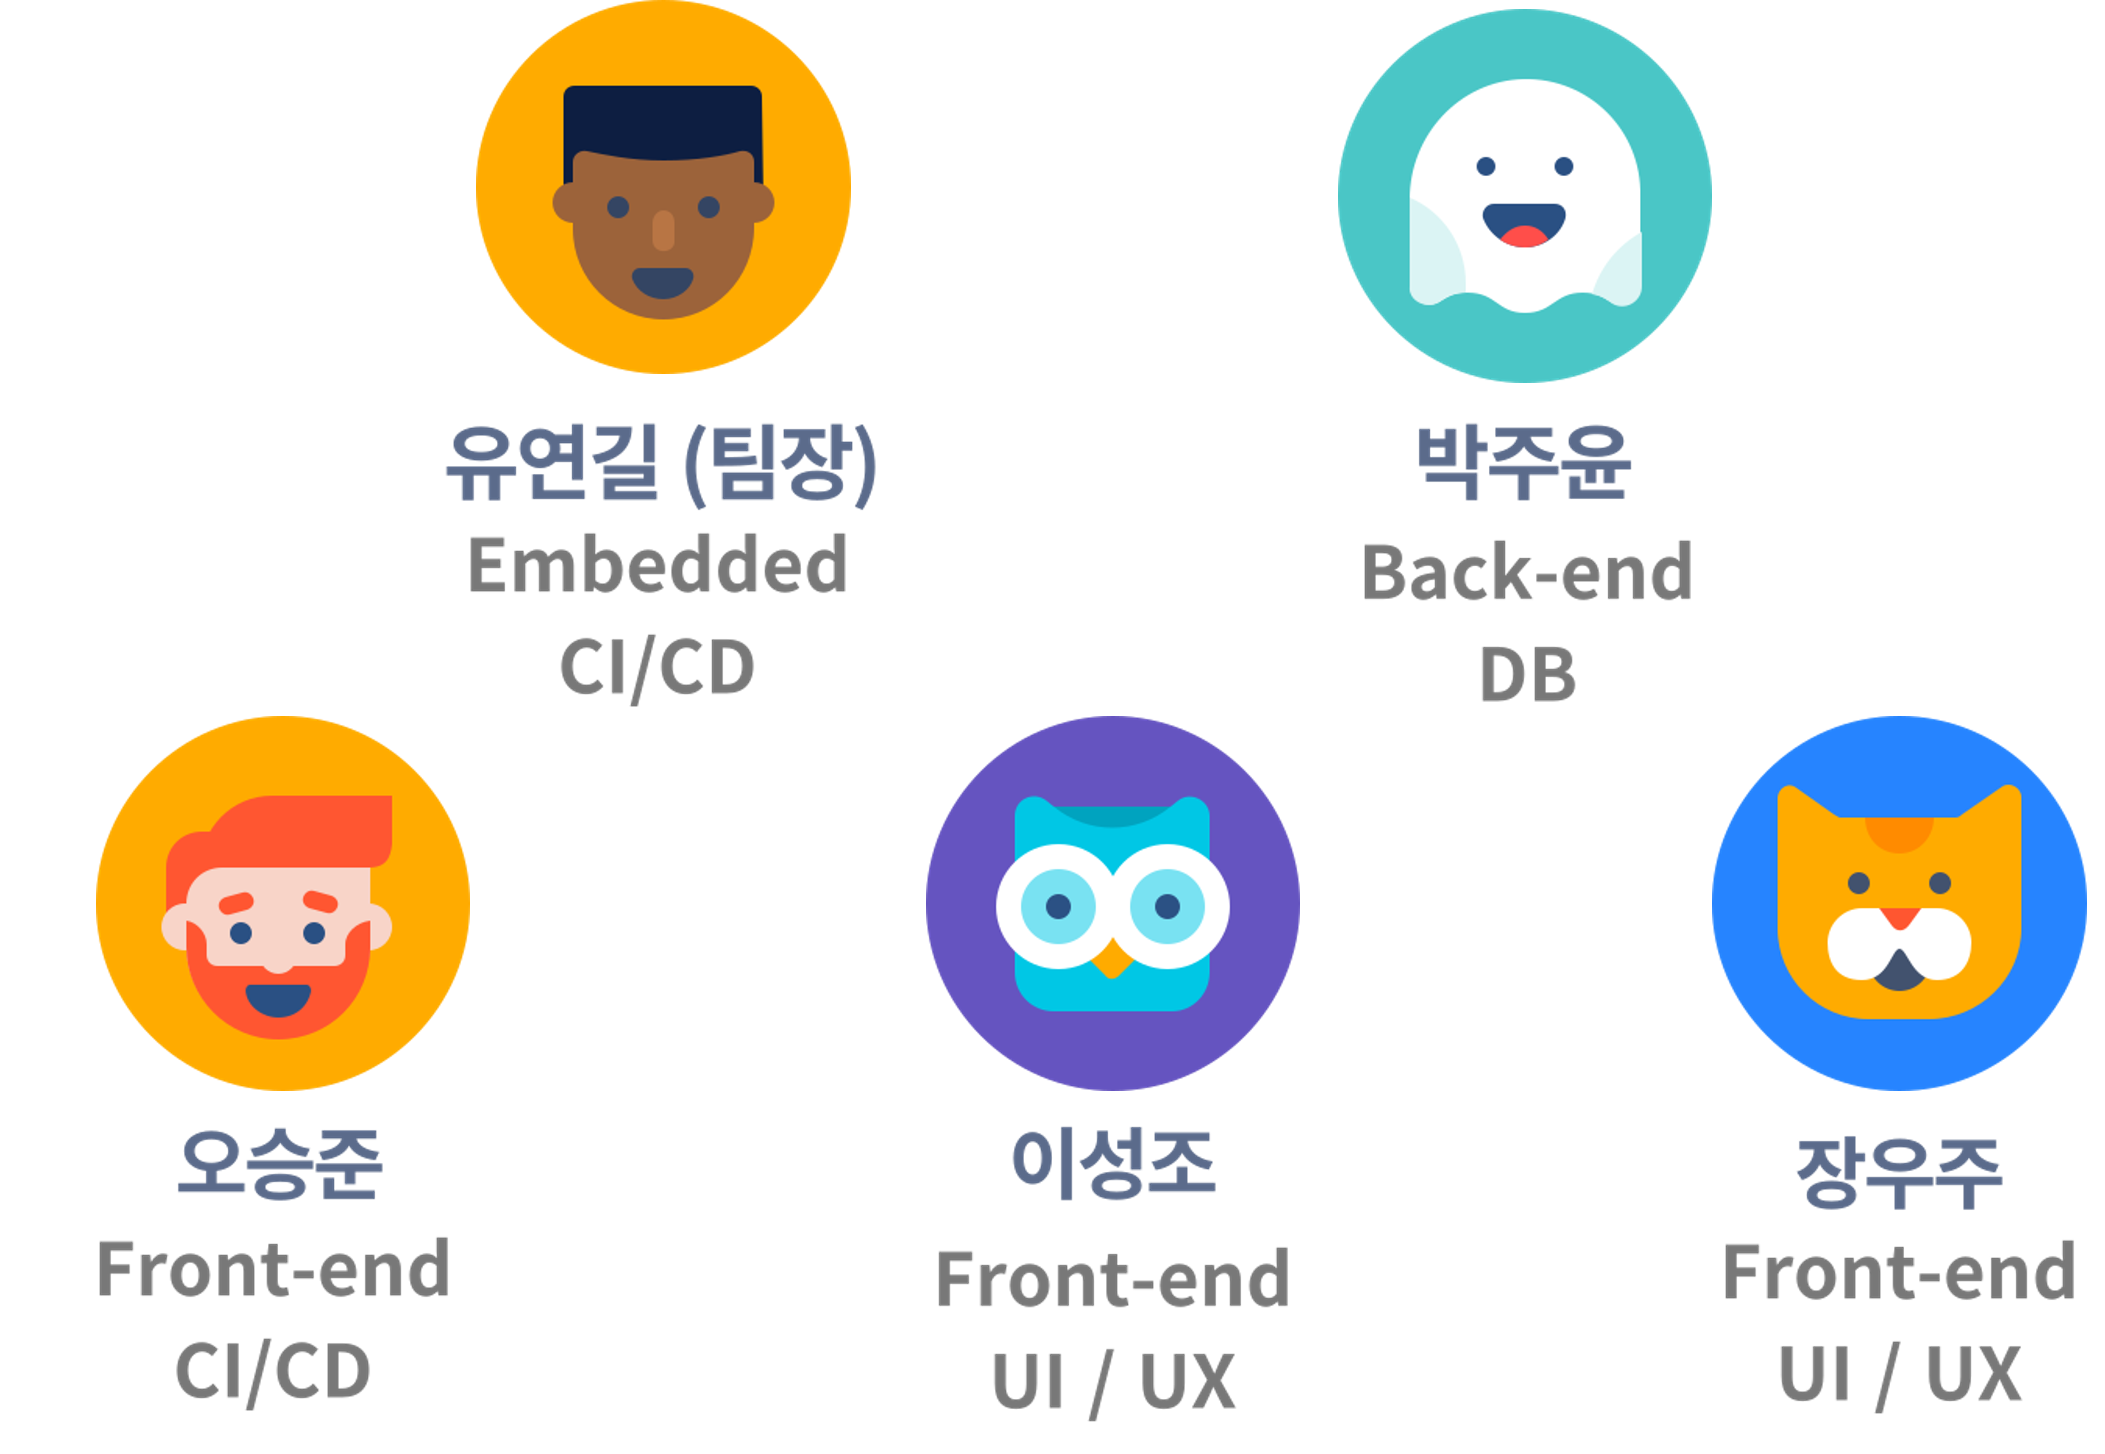 유연길 (팀장)
Embedded
CI/CD
박주윤
Back-end
DB
오승준
Front-end
CI/CD
이성조
Front-end
UI / UX
장우주
Front-end
UI / UX